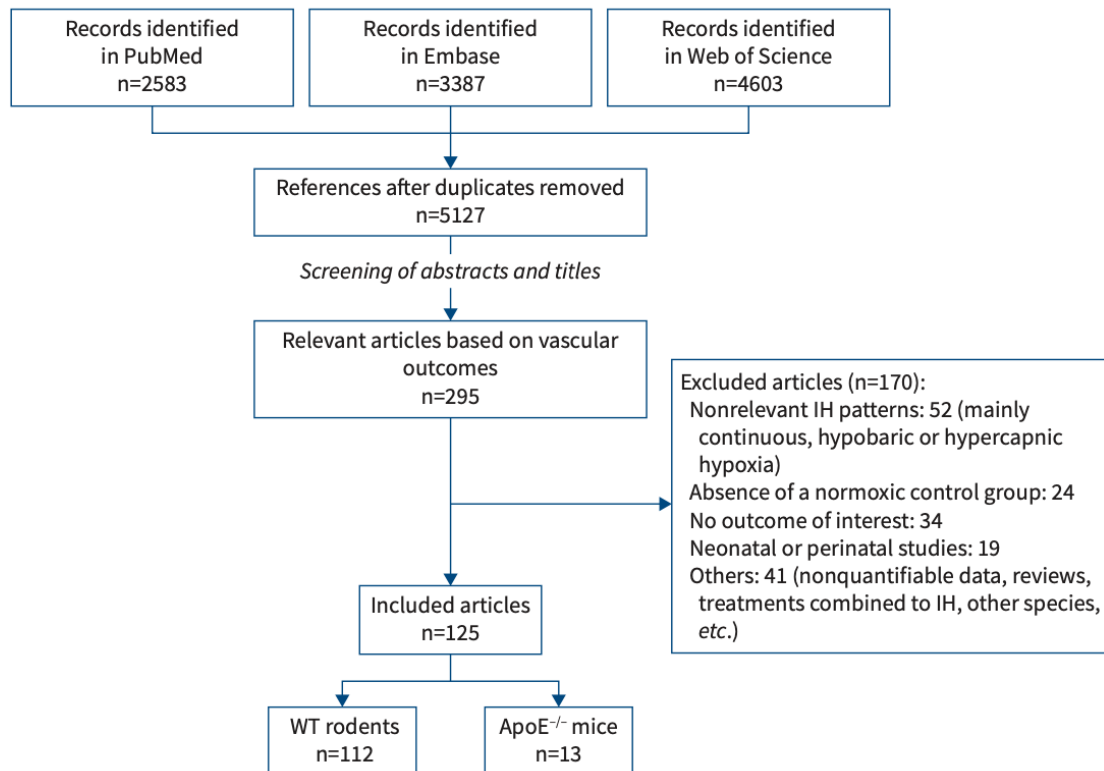 Records identified
in PubMed
n=2583
Records identified
in Embase
n=3387
Records identified
in Web of Science
n=4603
References after duplicates removed
n=5127
Screening of abstracts and titles
Relevant articles based on vascular
outcomes
n=295
Excluded articles (n=170):
Nonrelevant IH patterns: 52 (mainly
continuous, hypobaric or hypercapnic
hypoxia)
Absence of a normoxic control group: 24
No outcome of interest: 34
Neonatal or perinatal studies: 19
Others: 41 (nonquantifiable data, reviews,
treatments combined to IH, other species,
etc.)
Included articles
n=125
WT rodents
n=112
ApoE⁻/⁻ mice
n=13